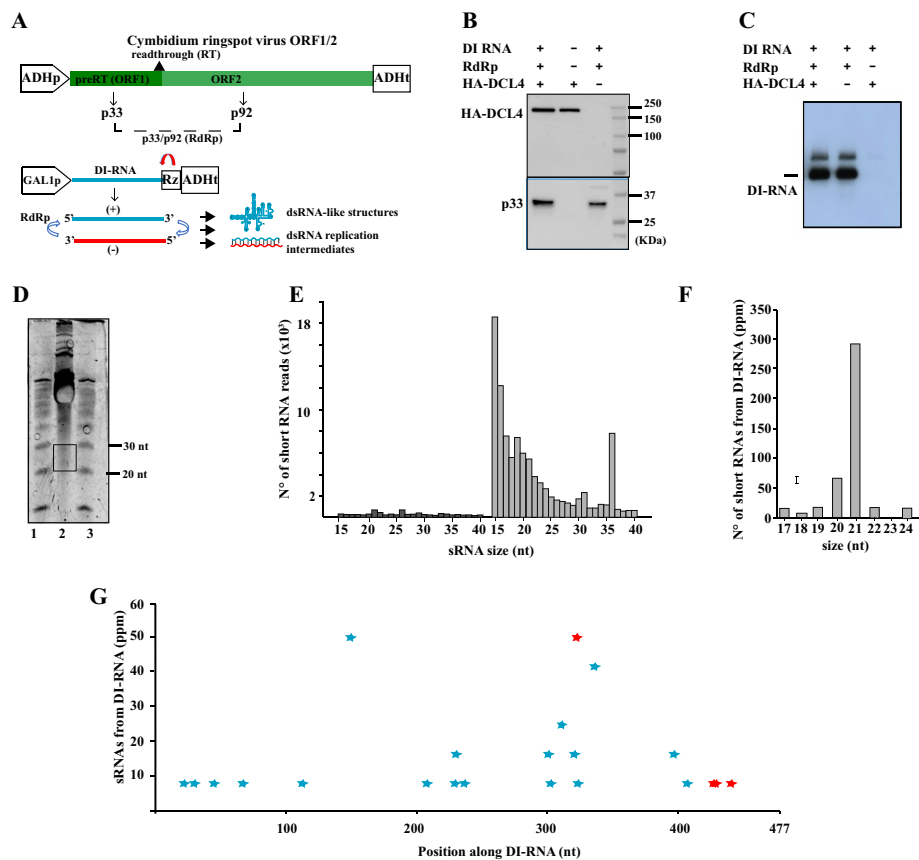 A
Cymbidium ringspot virus ORF1/2
readthrough (RT)
ADHp
preRT (ORF1)
ORF2
ADHt
p33
p92
p33/p92 (RdRp)
GAL1p
DI-RNA
Rz
ADHt
(+)
RdRp
5’
3’
3’
5’
(-)
dsRNA-like structures
dsRNA replication
intermediates
B
DI RNA + – +
RdRp + – +
HA-DCL4 + +
HA-DCL4
250
150
100
p33
37
25
(KDa)
C
DI RNA + + +
RdRp + + –
HA-DCL4 + – +
DI-RNA
D
30 nt
20 nt
1 2 3
E
N° of short RNA reads (x10³)
18
10
2
15 20 25 30 35 40 15 20 25 30 35 40
sRNA size (nt)
F
N° of short RNAs from DI-RNA (ppm)
350
300
250
200
150
100
50
0
17 18 19 20 21 22 23 24
size (nt)
G
sRNAs from DI-RNA (ppm)
60
50
40
30
20
10
100 200 300 400 477
Position along DI-RNA (nt)